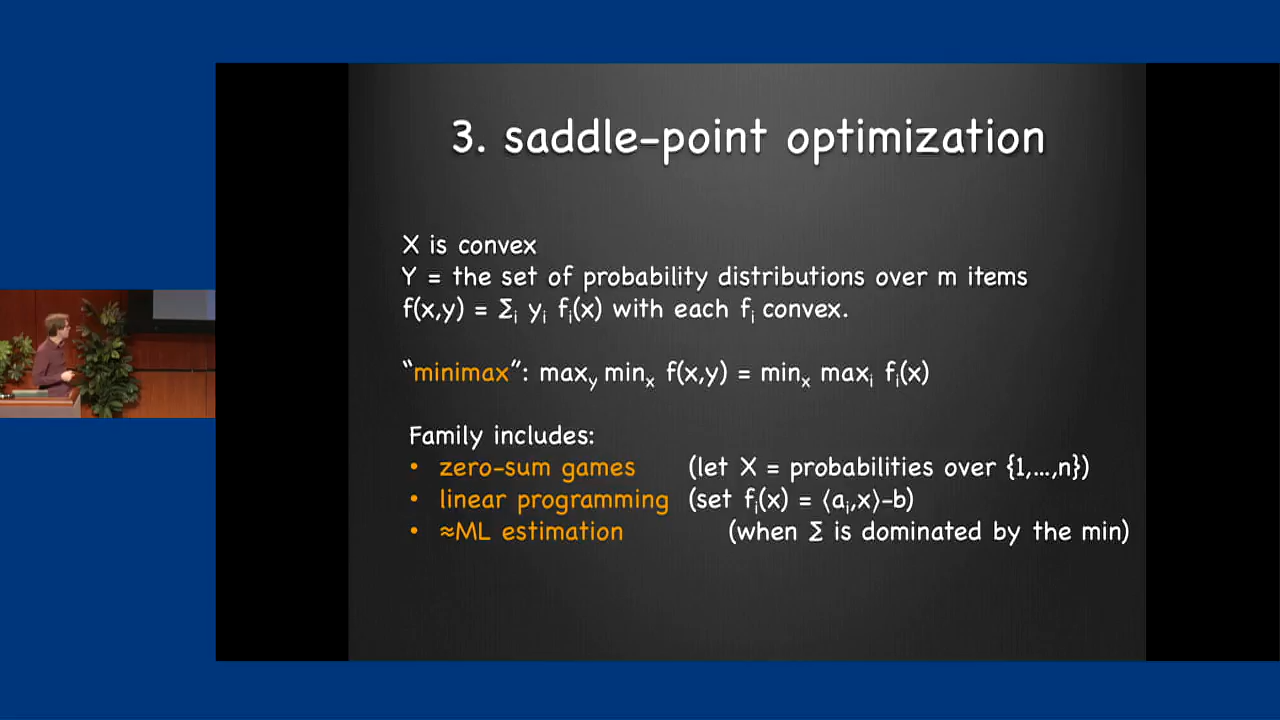 3. saddle-point optimization
X is convex
Y = the set of probability distributions over m items
f(x,y) = Σᵢ yᵢ fᵢ(x) with each fᵢ convex.
“minimax”: max_y minₓ f(x,y) = minₓ maxᵢ fᵢ(x)
Family includes:
• zero-sum games (let X = probabilities over {1,…,n})
• linear programming (set fᵢ(x) = ⟨aᵢ,x⟩-b)
• ≈ML estimation (when Σ is dominated by the min)